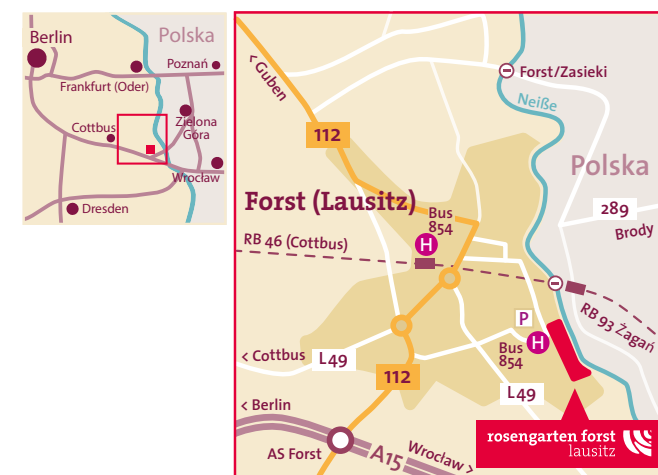 Berlin
Polska
Poznań
Frankfurt (Oder)
Cottbus
Zielona
Góra
Wrocław
Dresden
< Guben
Forst/Zasieki
Neiße
112
Polska
Forst (Lausitz)
Bus
854
H
289
Brody
RB 46 (Cottbus)
RB 93 Żagań
P
H
Bus
854
< Cottbus
L49
112
L49
< Berlin
AS Forst
A15
Wrocław >
rosengarten forst
lausitz